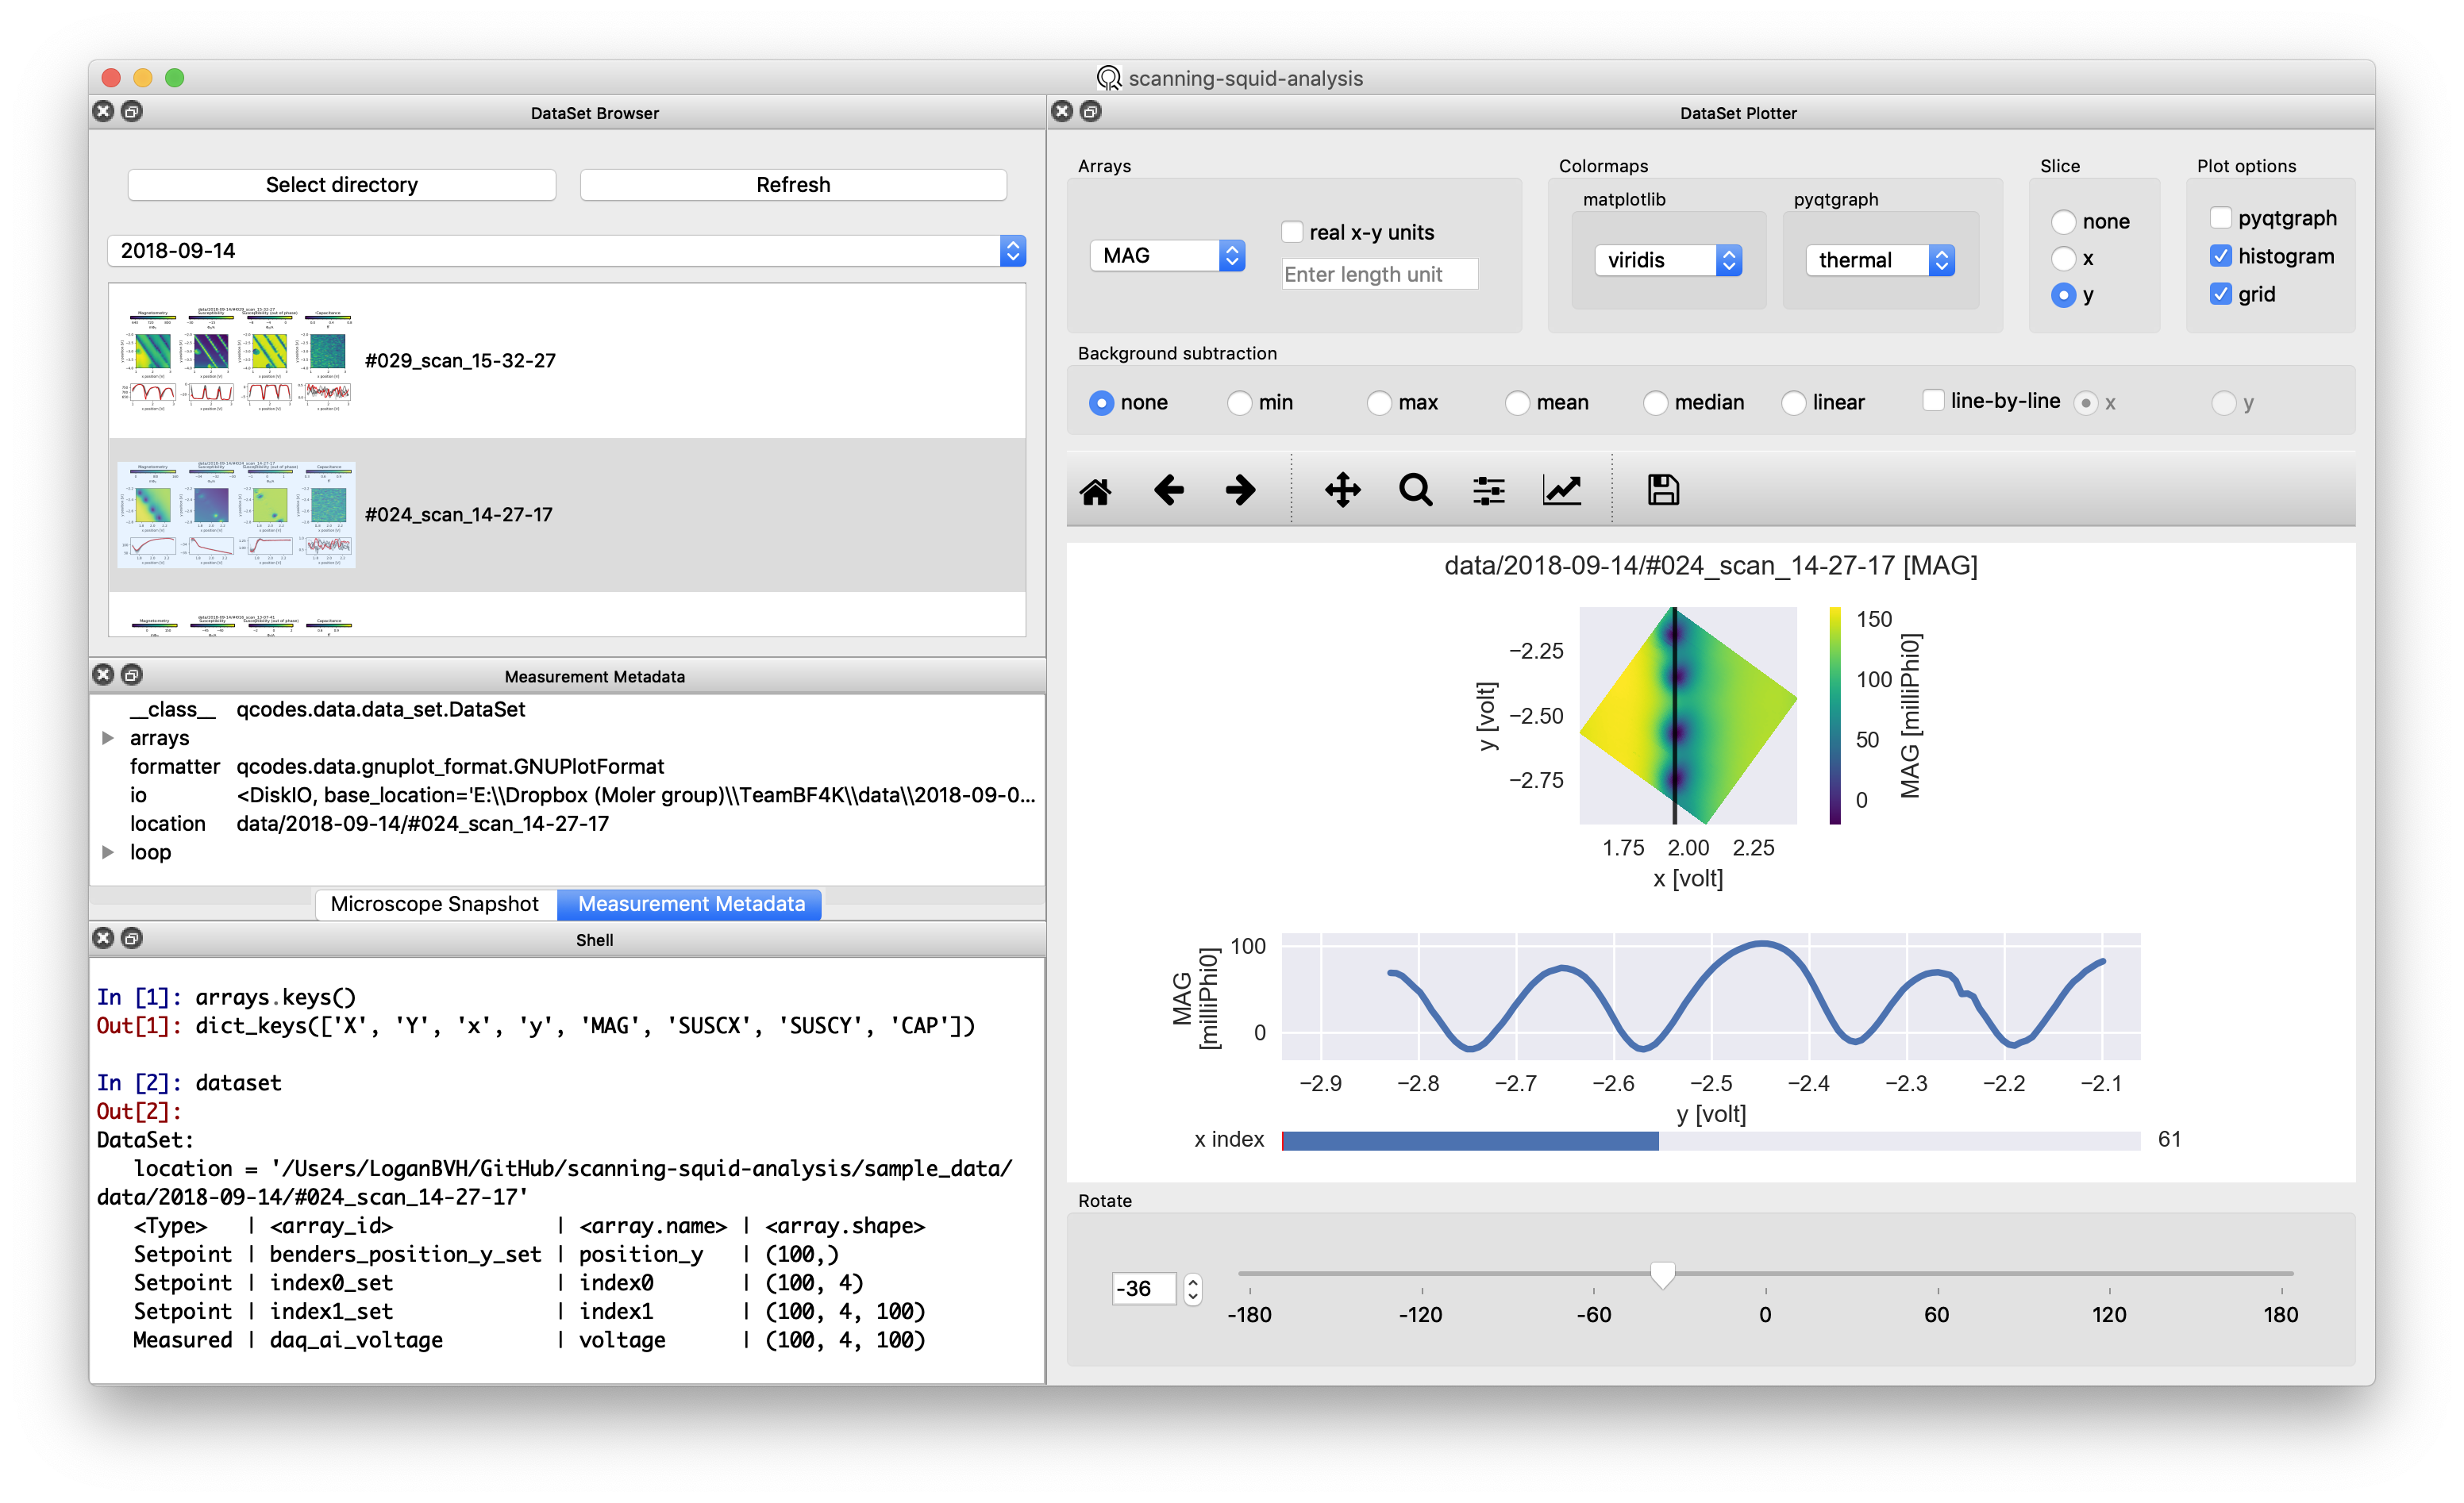 scanning-squid-analysis
DataSet Browser
Select directory
Refresh
2018-09-14
#029_scan_15-32-27
#024_scan_14-27-17
Measurement Metadata
__class__ qcodes.data.data_set.DataSet
arrays
formatter qcodes.data.gnuplot_format.GNUPlotFormat
io <DiskIO, base_location='E:\\Dropbox (Moler group)\\TeamBF4K\\data\\2018-09-0...
location data/2018-09-14/#024_scan_14-27-17
loop
Microscope Snapshot
Measurement Metadata
Shell
In [1]: arrays.keys()
Out[1]: dict_keys(['X', 'Y', 'x', 'y', 'MAG', 'SUSCX', 'SUSCY', 'CAP'])
In [2]: dataset
Out[2]:
DataSet:
location = '/Users/LoganBVH/GitHub/scanning-squid-analysis/sample_data/
data/2018-09-14/#024_scan_14-27-17'
<Type> | <array_id> | <array.name> | <array.shape>
Setpoint | benders_position_y_set | position_y | (100,)
Setpoint | index0_set | index0 | (100, 4)
Setpoint | index1_set | index1 | (100, 4, 100)
Measured | daq_ai_voltage | voltage | (100, 4, 100)
DataSet Plotter
Arrays
MAG
real x-y units
Enter length unit
Colormaps
matplotlib
viridis
pyqtgraph
thermal
Slice
none
x
y
Plot options
pyqtgraph
histogram
grid
Background subtraction
none min max mean median linear line-by-line x y
data/2018-09-14/#024_scan_14-27-17 [MAG]
y [volt]
−2.25
−2.50
−2.75
1.75 2.00 2.25
x [volt]
150
100
50
0
MAG [milliPhi0]
MAG
[milliPhi0]
100
0
−2.9 −2.8 −2.7 −2.6 −2.5 −2.4 −2.3 −2.2 −2.1
y [volt]
x index 61
Rotate
-36
-180 -120 -60 0 60 120 180